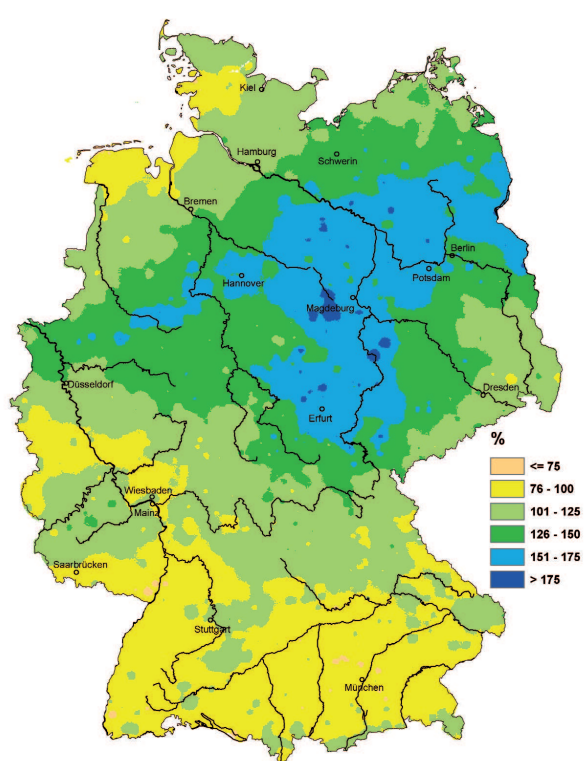 Kiel
Hamburg
Schwerin
Bremen
Berlin
Hannover
Potsdam
Magdeburg
Düsseldorf
Dresden
Erfurt
%
<= 75
76 - 100
101 - 125
126 - 150
151 - 175
> 175
Wiesbaden
Mainz
Saarbrücken
Stuttgart
München